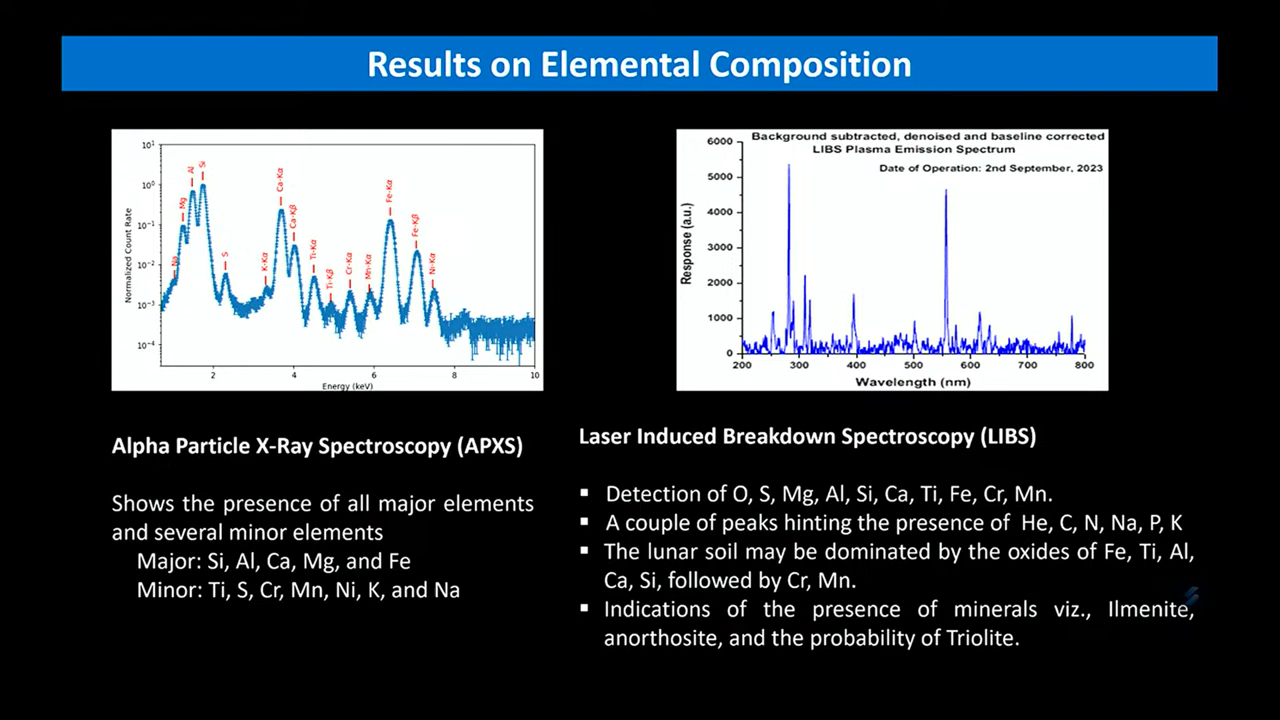 Results on Elemental Composition
10¹
10⁰
10⁻¹
10⁻²
10⁻³
10⁻⁴
Normalized Count Rate
Na
Mg
Al
Si
S
K-Kα
Ca-Kα
Ca-Kβ
Ti-Kα
Ti-Kβ
Cr-Kα
Mn-Kα
Fe-Kα
Fe-Kβ
Ni-Kα
2 4 6 8 10
Energy (keV)
Background subtracted, denoised and baseline corrected
LIBS Plasma Emission Spectrum
Date of Operation: 2nd September, 2023
6000
5000
4000
3000
2000
1000
0
Response (a.u.)
200 300 400 500 600 700 800
Wavelength (nm)
Alpha Particle X-Ray Spectroscopy (APXS)
Shows the presence of all major elements
and several minor elements
Major: Si, Al, Ca, Mg, and Fe
Minor: Ti, S, Cr, Mn, Ni, K, and Na
Laser Induced Breakdown Spectroscopy (LIBS)
▪ Detection of O, S, Mg, Al, Si, Ca, Ti, Fe, Cr, Mn.
▪ A couple of peaks hinting the presence of He, C, N, Na, P, K
▪ The lunar soil may be dominated by the oxides of Fe, Ti, Al,
Ca, Si, followed by Cr, Mn.
▪ Indications of the presence of minerals viz., Ilmenite,
anorthosite, and the probability of Triolite.